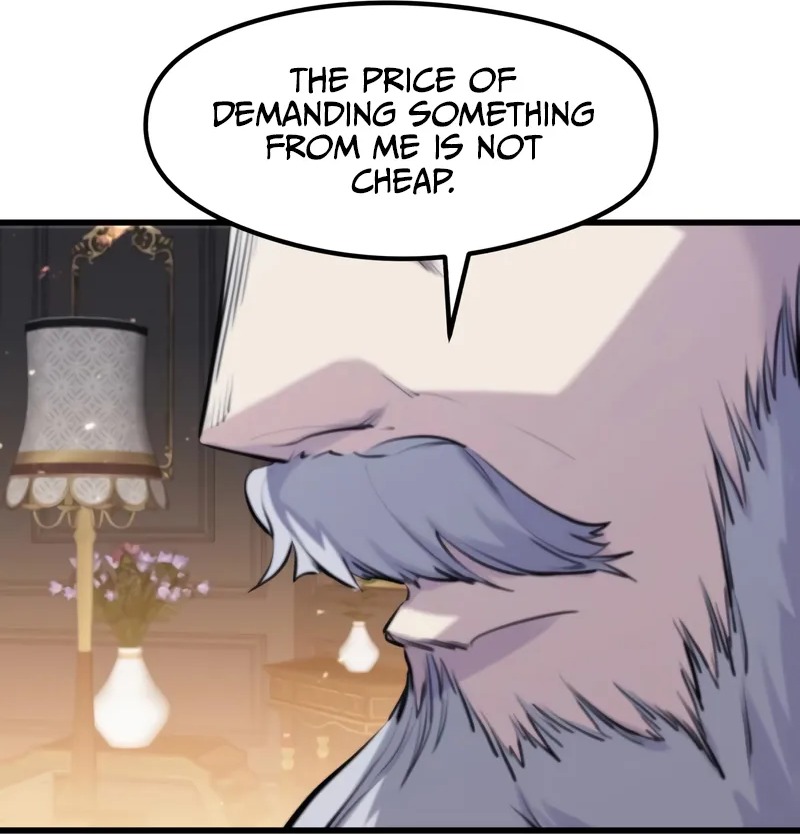 THE PRICE OF
DEMANDING SOMETHING
FROM ME IS NOT
CHEAP.